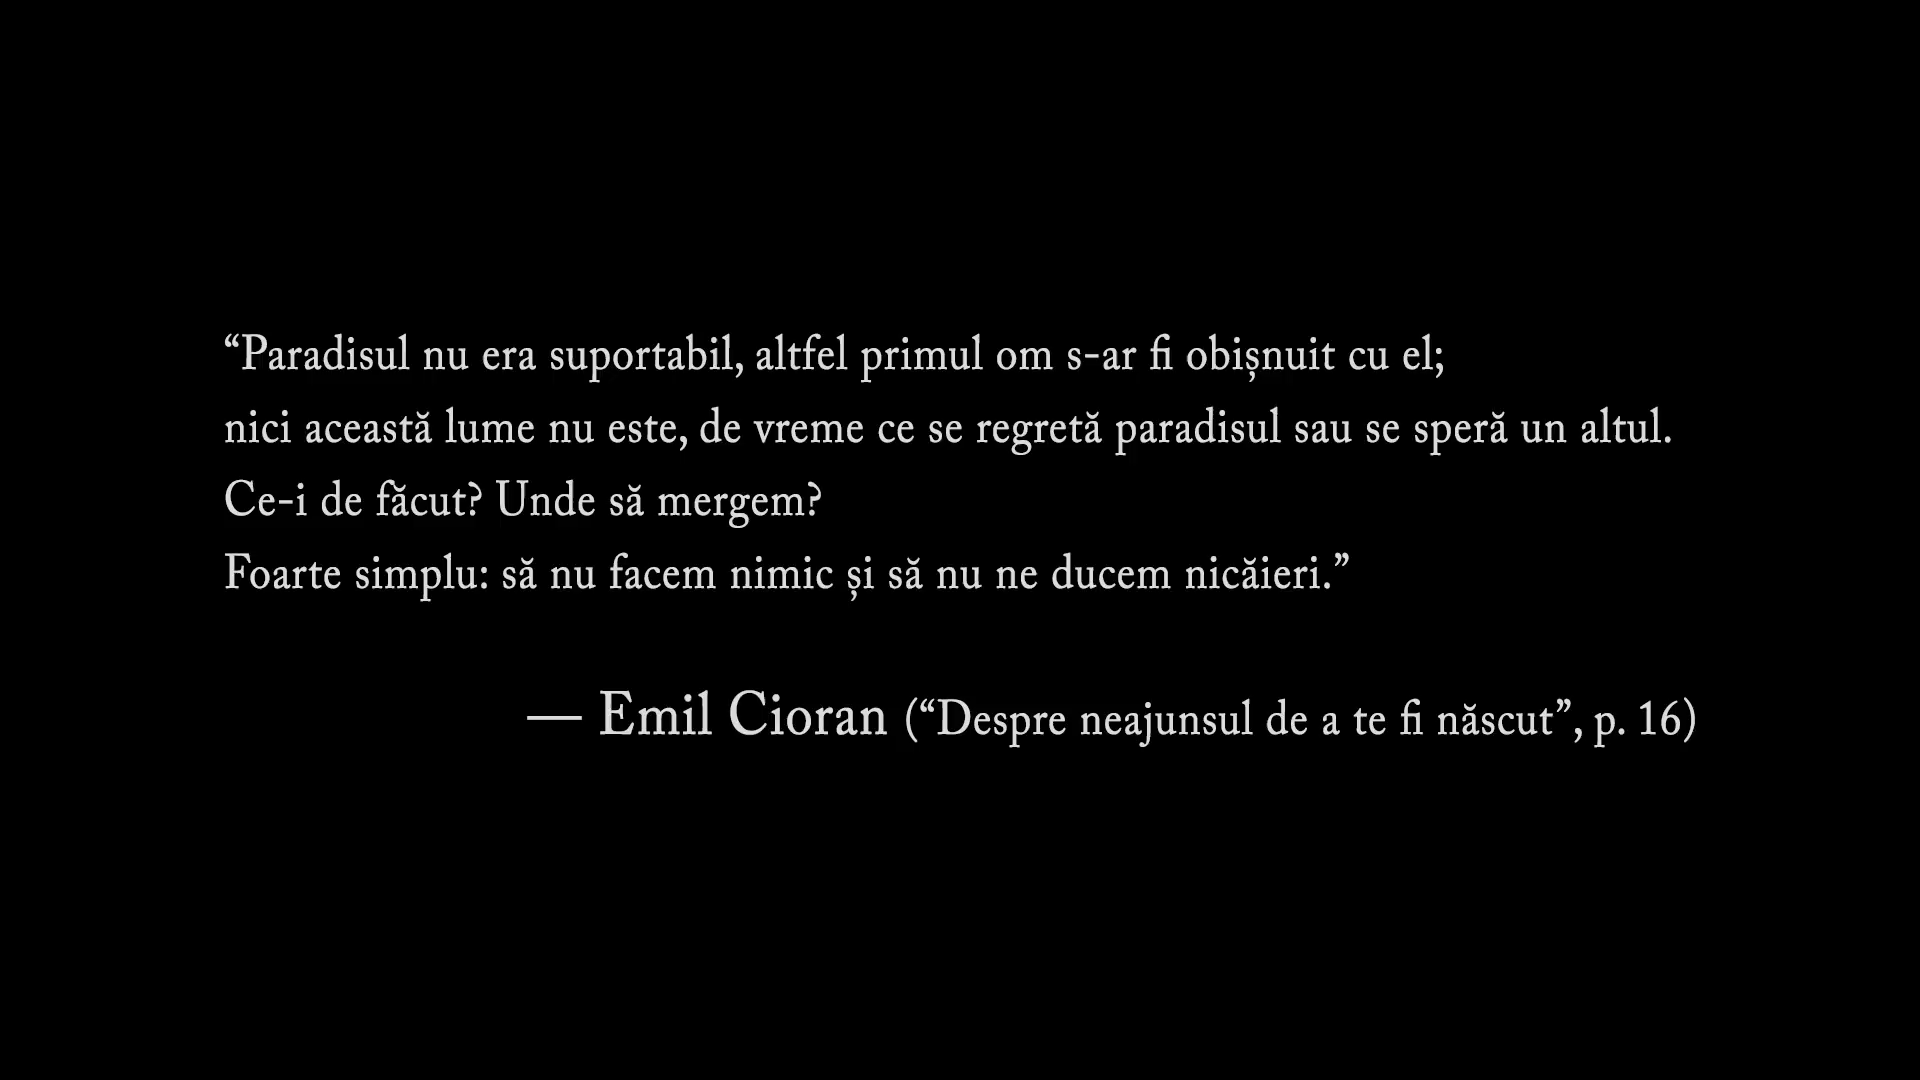 “Paradisul nu era suportabil, altfel primul om s-ar fi obișnuit cu el;
nici această lume nu este, de vreme ce se regretă paradisul sau se speră un altul.
Ce-i de făcut? Unde să mergem?
Foarte simplu: să nu facem nimic și să nu ne ducem nicăieri.”
— Emil Cioran (“Despre neajunsul de a te fi născut”, p. 16)